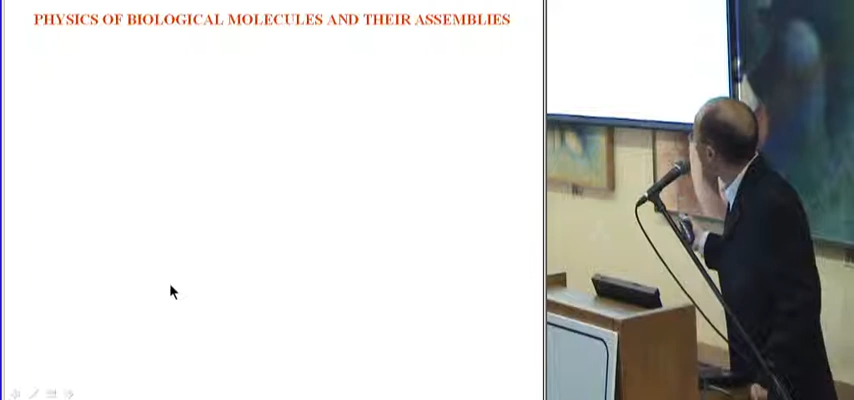 PHYSICS OF BIOLOGICAL MOLECULES AND THEIR ASSEMBLIES